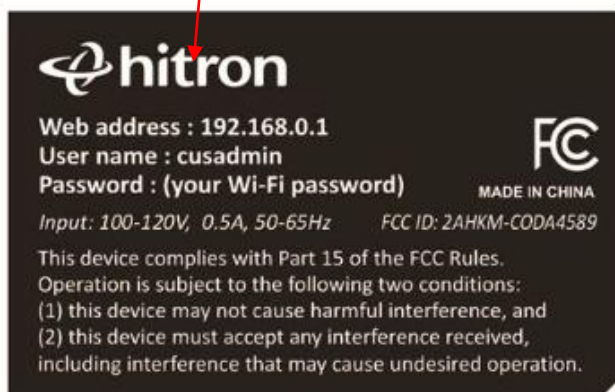 hitron
Web address : 192.168.0.1
User name : cusadmin
Password : (your Wi-Fi password)
FC
MADE IN CHINA
Input: 100-120V, 0.5A, 50-65Hz FCC ID: 2AHKM-CODA4589
This device complies with Part 15 of the FCC Rules.
Operation is subject to the following two conditions:
(1) this device may not cause harmful interference, and
(2) this device must accept any interference received,
including interference that may cause undesired operation.